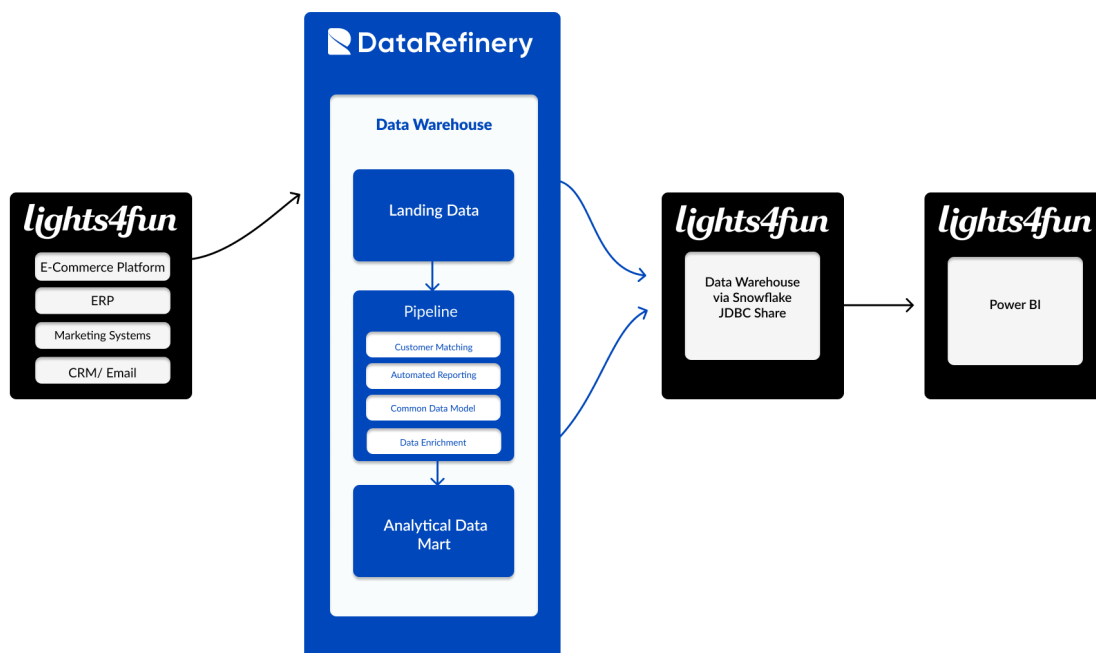 lights4fun
E-Commerce Platform
ERP
Marketing Systems
CRM/ Email
DataRefinery
Data Warehouse
Landing Data
Pipeline
Customer Matching
Automated Reporting
Common Data Model
Data Enrichment
Analytical Data
Mart
lights4fun
Data Warehouse
via Snowflake
JDBC Share
lights4fun
Power BI